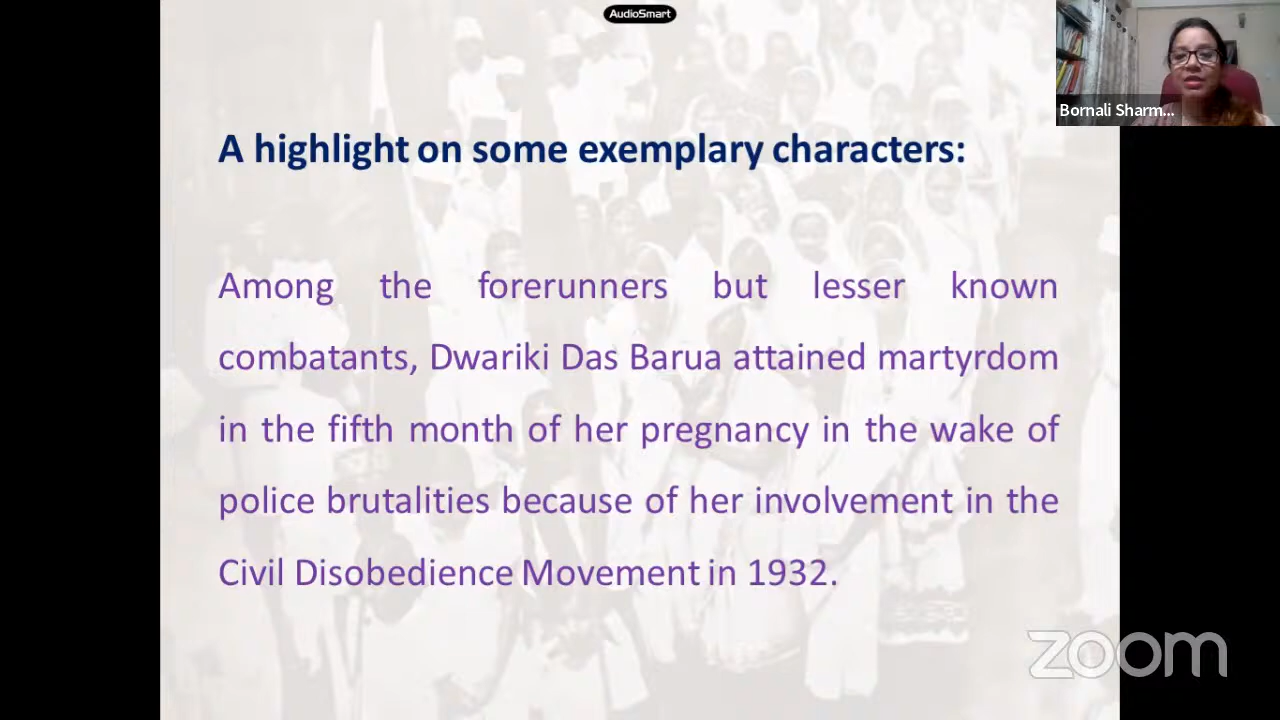 AudioSmart
Bornali Sharm...
A highlight on some exemplary characters:
Among the forerunners but lesser known
combatants, Dwariki Das Barua attained martyrdom
in the fifth month of her pregnancy in the wake of
police brutalities because of her involvement in the
Civil Disobedience Movement in 1932.
zoom